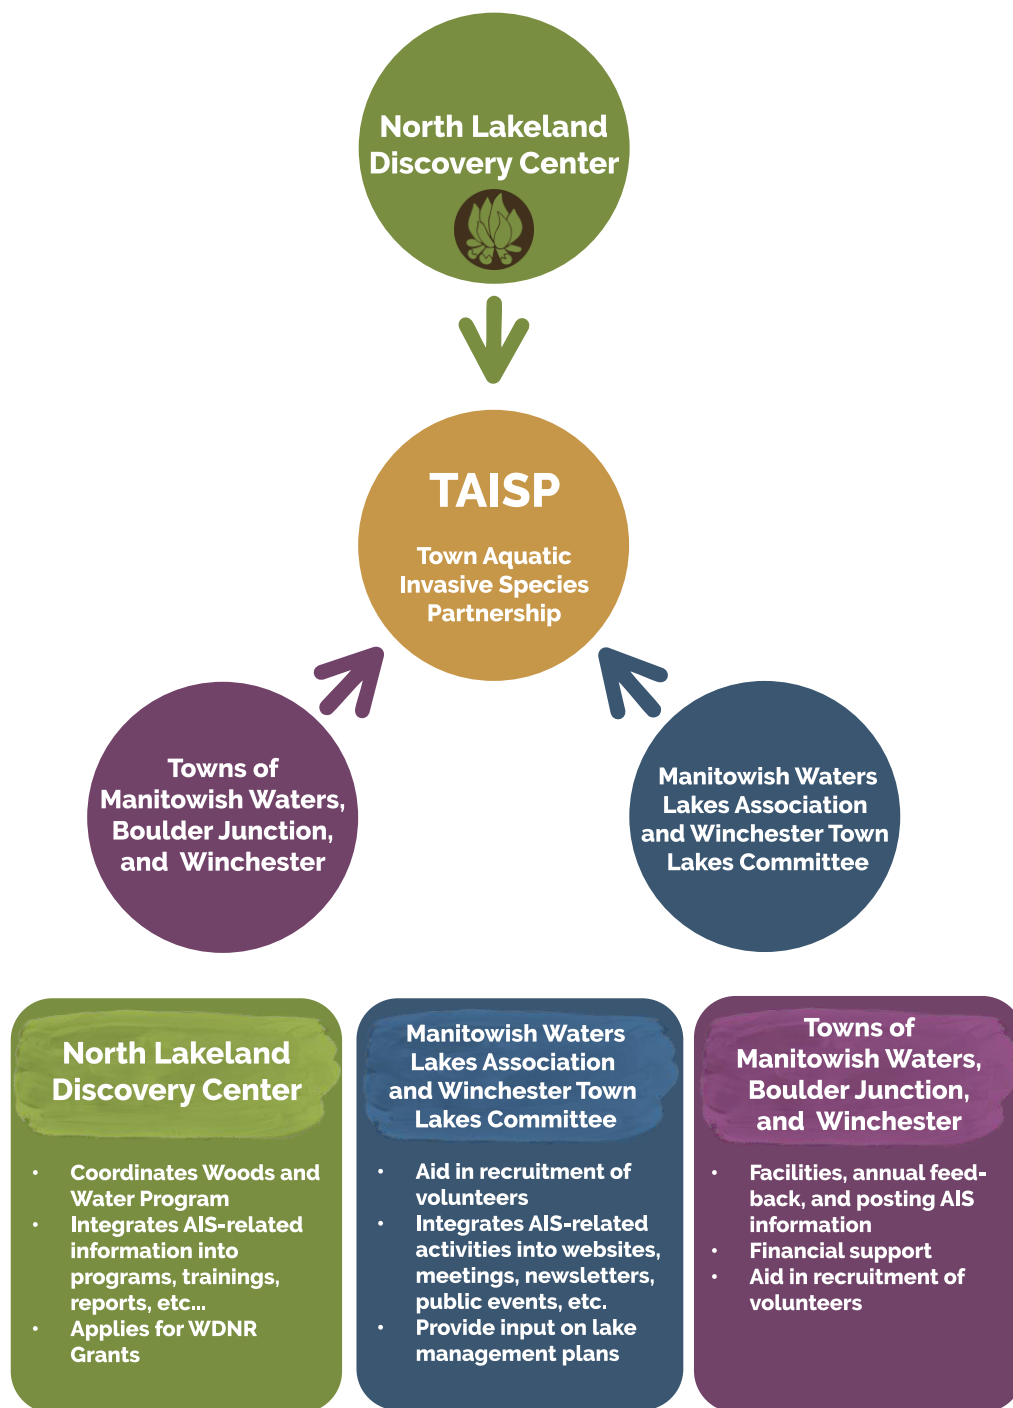 North Lakeland
Discovery Center
TAISP
Town Aquatic
Invasive Species
Partnership
Towns of
Manitowish Waters,
Boulder Junction,
and Winchester
Manitowish Waters
Lakes Association
and Winchester Town
Lakes Committee
North Lakeland
Discovery Center
• Coordinates Woods and
Water Program
• Integrates AIS-related
information into
programs, trainings,
reports, etc...
• Applies for WDNR
Grants
Manitowish Waters
Lakes Association
and Winchester Town
Lakes Committee
• Aid in recruitment of
volunteers
• Integrates AIS-related
activities into websites,
meetings, newsletters,
public events, etc.
• Provide input on lake
management plans
Towns of
Manitowish Waters,
Boulder Junction,
and Winchester
• Facilities, annual feed-
back, and posting AIS
information
• Financial support
• Aid in recruitment of
volunteers